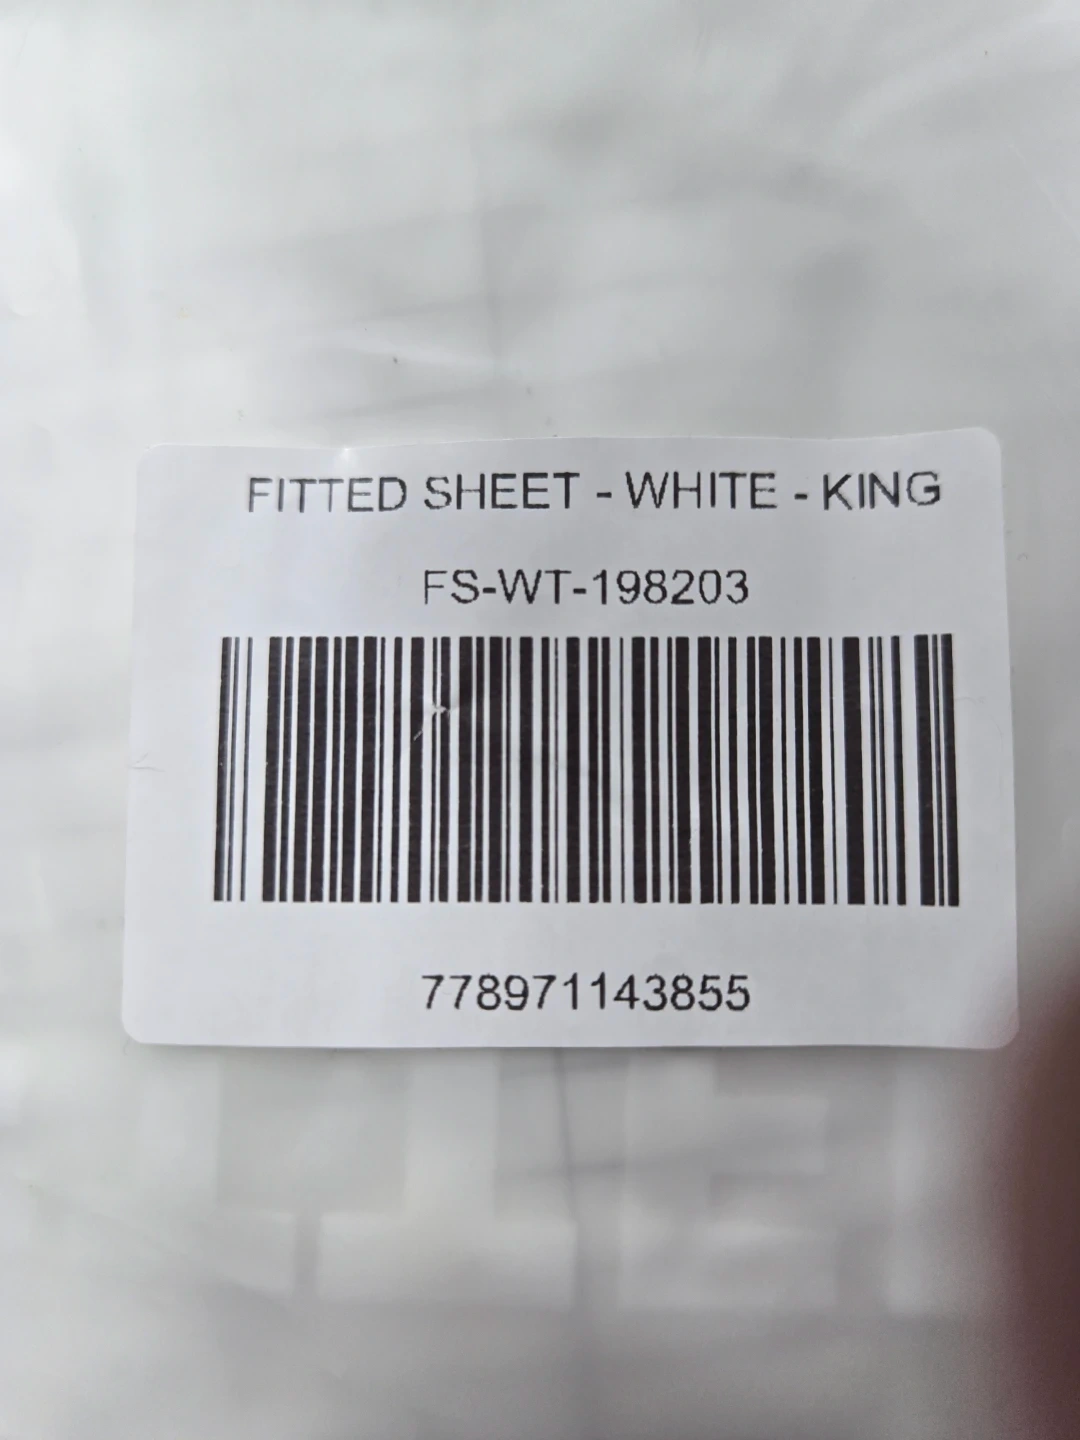 FITTED SHEET - WHITE - KING
FS-WT-198203
778971143855